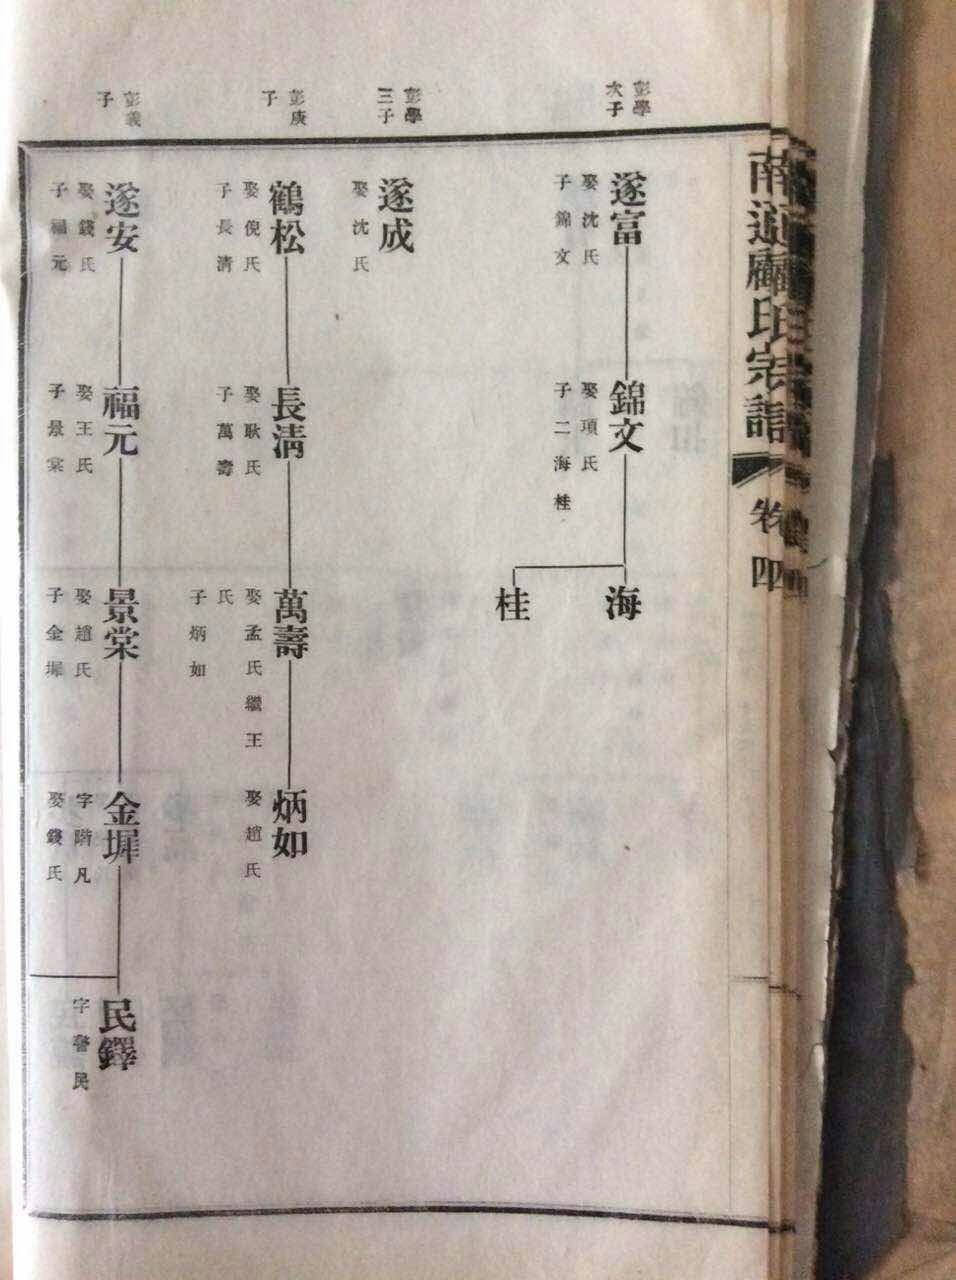 南通顧氏宗譜 卷四
彭學
次子
遂富
娶沈氏
子錦文
錦文
娶項氏
子二海桂
海
桂
彭學
三子
遂成
娶沈氏
彭庚
子
鶴松
娶倪氏
子長清
長清
娶耿氏
子萬壽
萬壽
娶孟氏繼王
氏
子炳如
炳如
娶趙氏
彭義
子
遂安
娶錢氏
子福元
福元
娶王氏
子景棠
景棠
娶趙氏
子金墀
金墀
字階凡
娶錢氏
民鐸
字警民